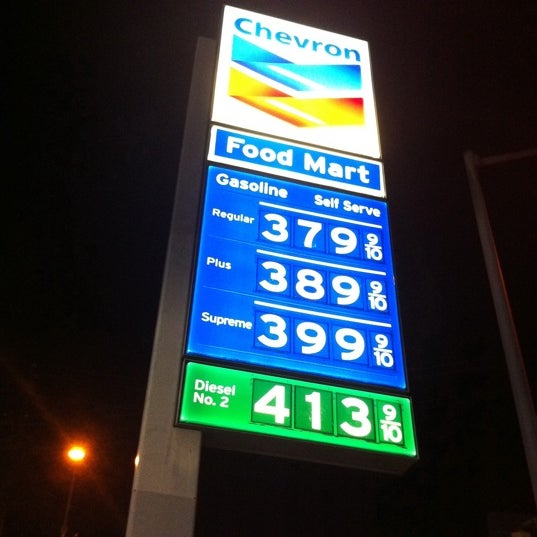 Chevron
Food Mart
Gasoline
Self Serve
Regular 379 9/10
Plus 389 9/10
Supreme 399 9/10
Diesel
No. 2 413 9/10